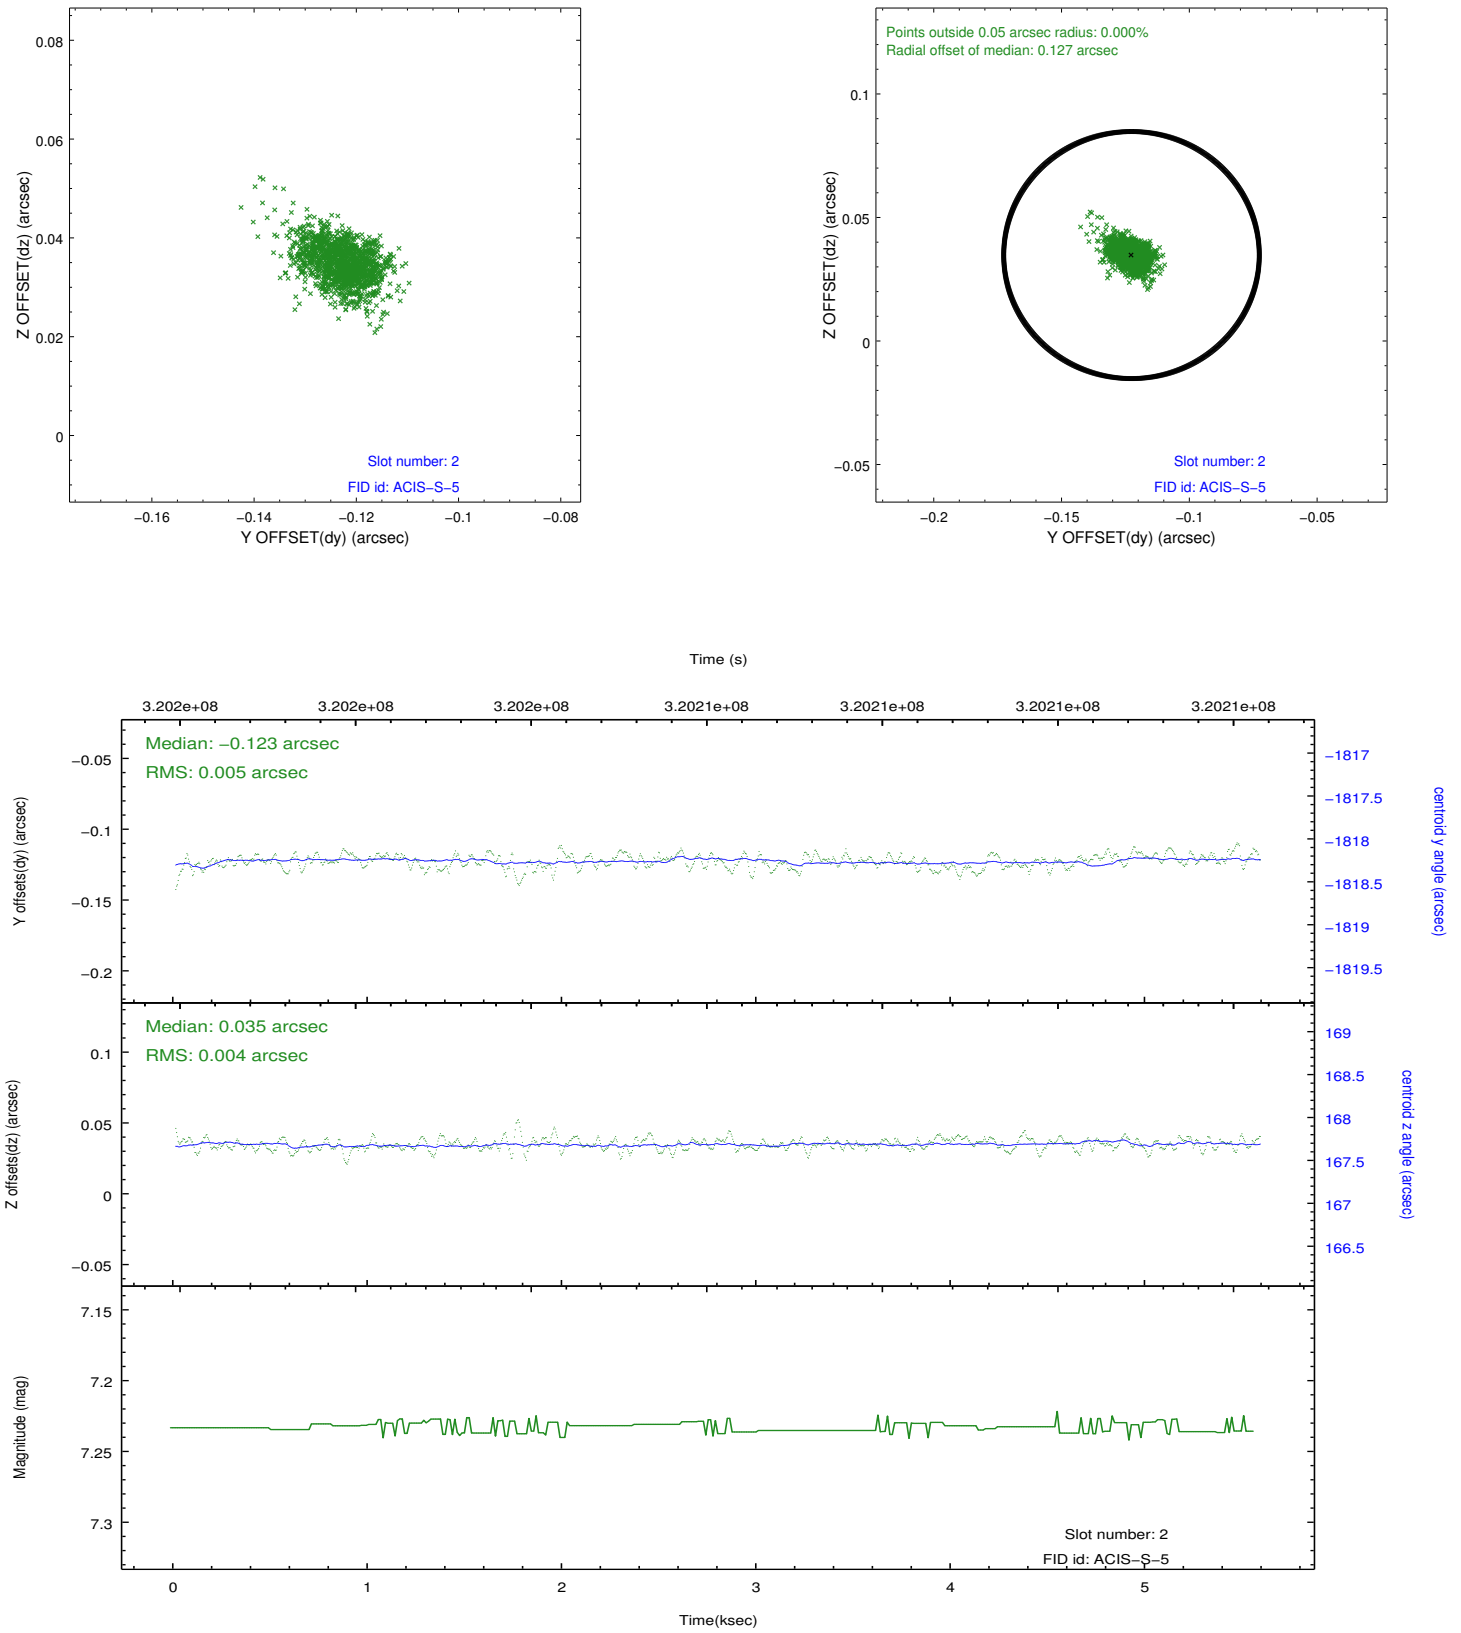 0.08
0.06
0.04
0.02
0
Z OFFSET(dz) (arcsec)
Slot number: 2
FID id: ACIS−S−5
−0.16 −0.14 −0.12 −0.1 −0.08
Y OFFSET(dy) (arcsec)
Points outside 0.05 arcsec radius: 0.000%
Radial offset of median: 0.127 arcsec
0.1
0.05
0
−0.05
Z OFFSET(dz) (arcsec)
Slot number: 2
FID id: ACIS−S−5
−0.2 −0.15 −0.1 −0.05
Y OFFSET(dy) (arcsec)
Time (s)
3.202e+08 3.202e+08 3.202e+08 3.2021e+08 3.2021e+08 3.2021e+08 3.2021e+08
Median: −0.123 arcsec
RMS: 0.005 arcsec
−0.05
−0.1
−0.15
−0.2
Y offsets(dy) (arcsec)
−1817
−1817.5
−1818
−1818.5
−1819
−1819.5
centroid y angle (arcsec)
Median: 0.035 arcsec
RMS: 0.004 arcsec
0.1
0.05
0
−0.05
Z offsets(dz) (arcsec)
169
168.5
168
167.5
167
166.5
centroid z angle (arcsec)
7.15
7.2
7.25
7.3
Magnitude (mag)
Slot number: 2
FID id: ACIS−S−5
0 1 2 3 4 5
Time(ksec)